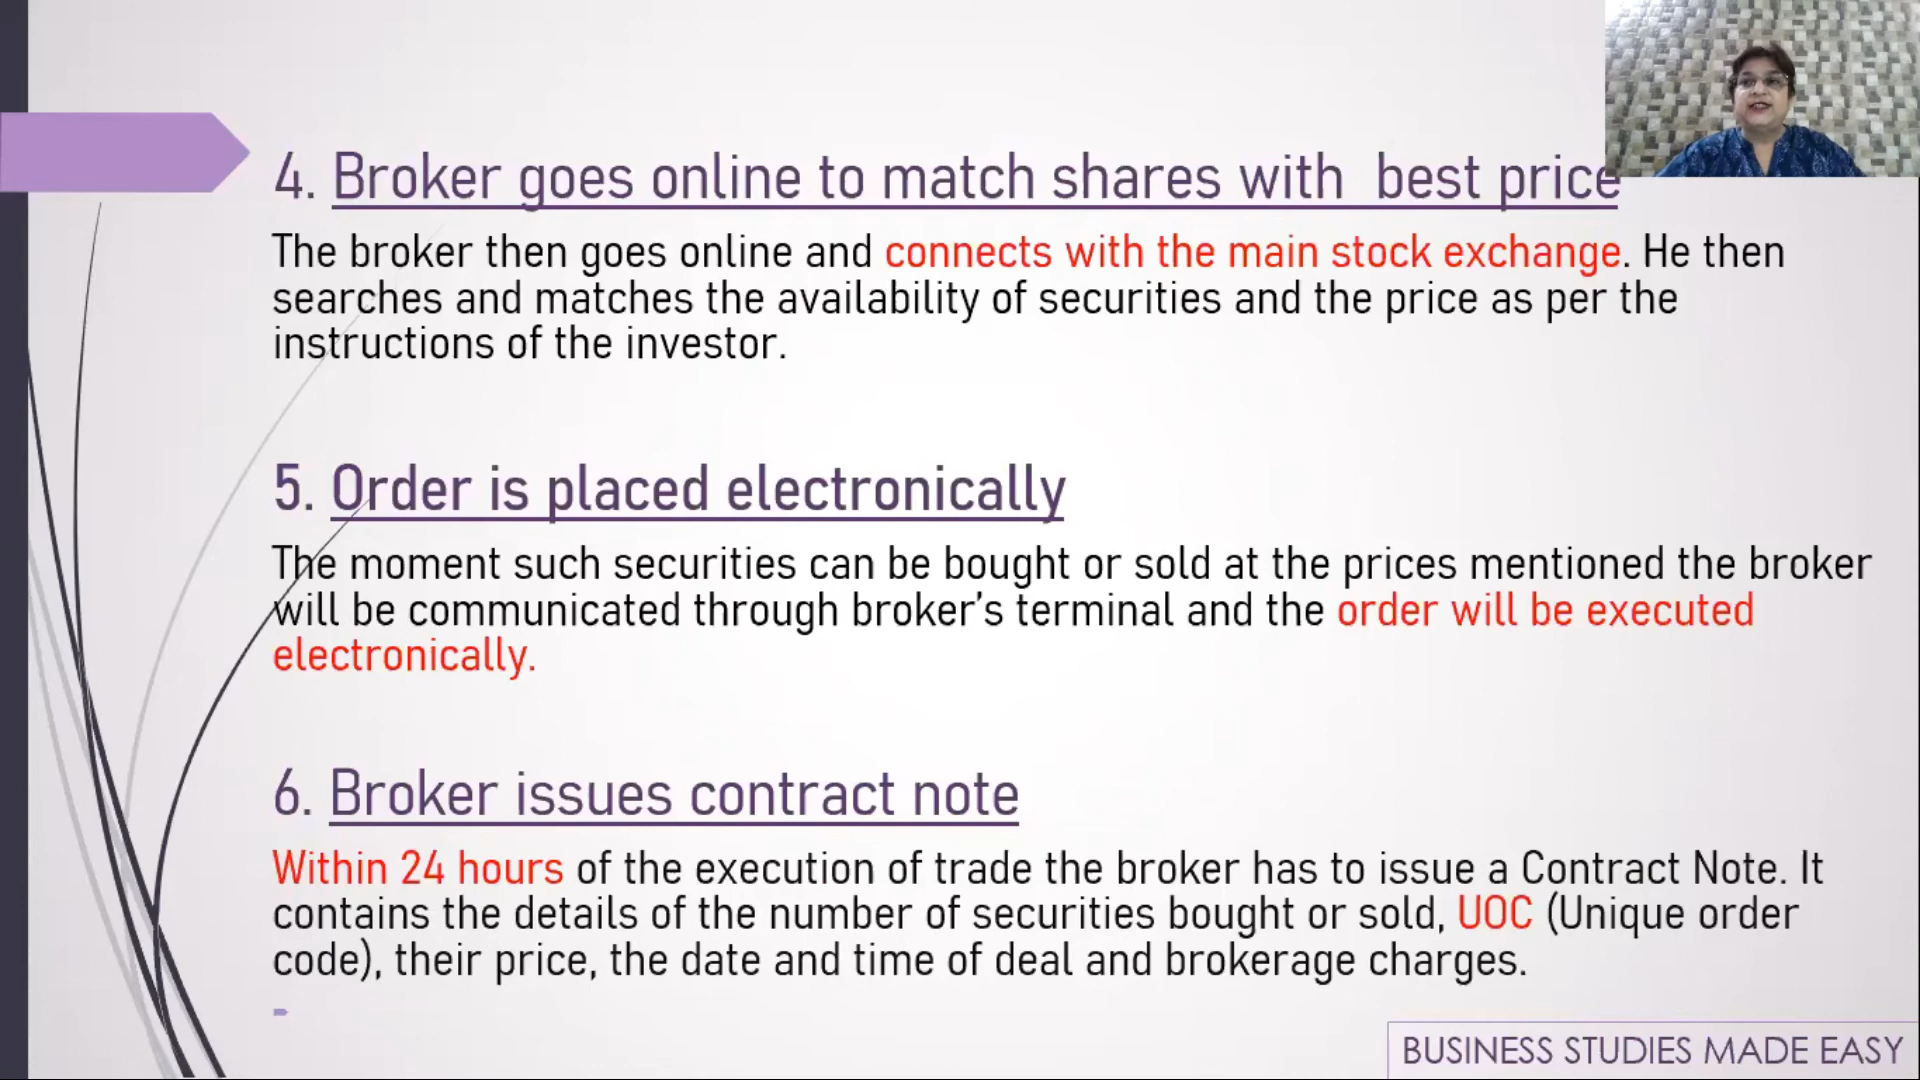 4. Broker goes online to match shares with best price
The broker then goes online and connects with the main stock exchange. He then
searches and matches the availability of securities and the price as per the
instructions of the investor.
5. Order is placed electronically
The moment such securities can be bought or sold at the prices mentioned the broker
will be communicated through broker's terminal and the order will be executed
electronically.
6. Broker issues contract note
Within 24 hours of the execution of trade the broker has to issue a Contract Note. It
contains the details of the number of securities bought or sold, UOC (Unique order
code), their price, the date and time of deal and brokerage charges.
BUSINESS STUDIES MADE EASY